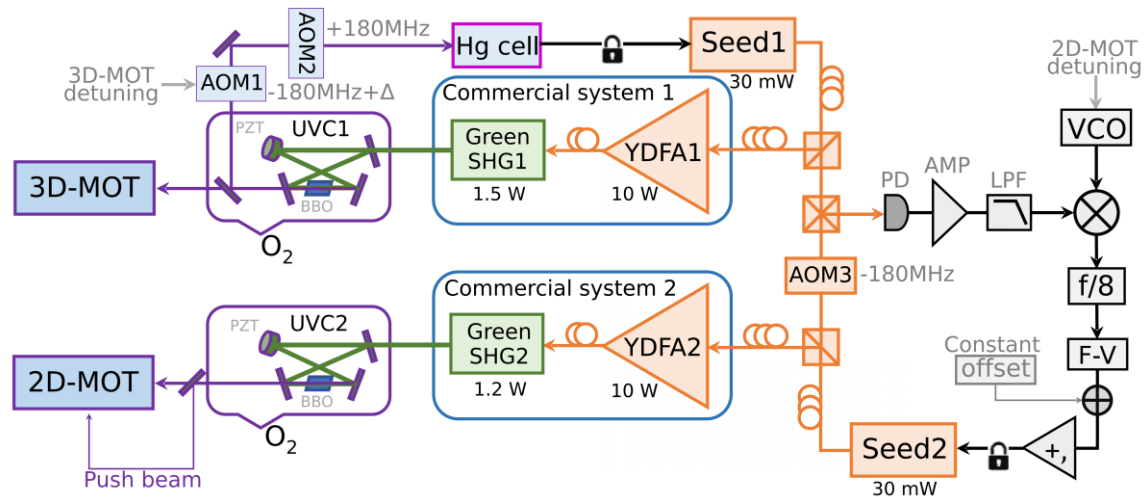 AOM2
+180MHz
Hg cell
Seed1
30 mW
2D-MOT
detuning
3D-MOT
detuning
AOM1
-180MHz+Δ
Commercial system 1
VCO
PZT
UVC1
Green
SHG1
1.5 W
YDFA1
10 W
BBO
3D-MOT
O2
PD
AMP
LPF
AOM3
-180MHz
f/8
Commercial system 2
PZT
UVC2
Green
SHG2
1.2 W
YDFA2
10 W
BBO
2D-MOT
O2
Push beam
F-V
Constant
offset
Seed2
30 mW
+,